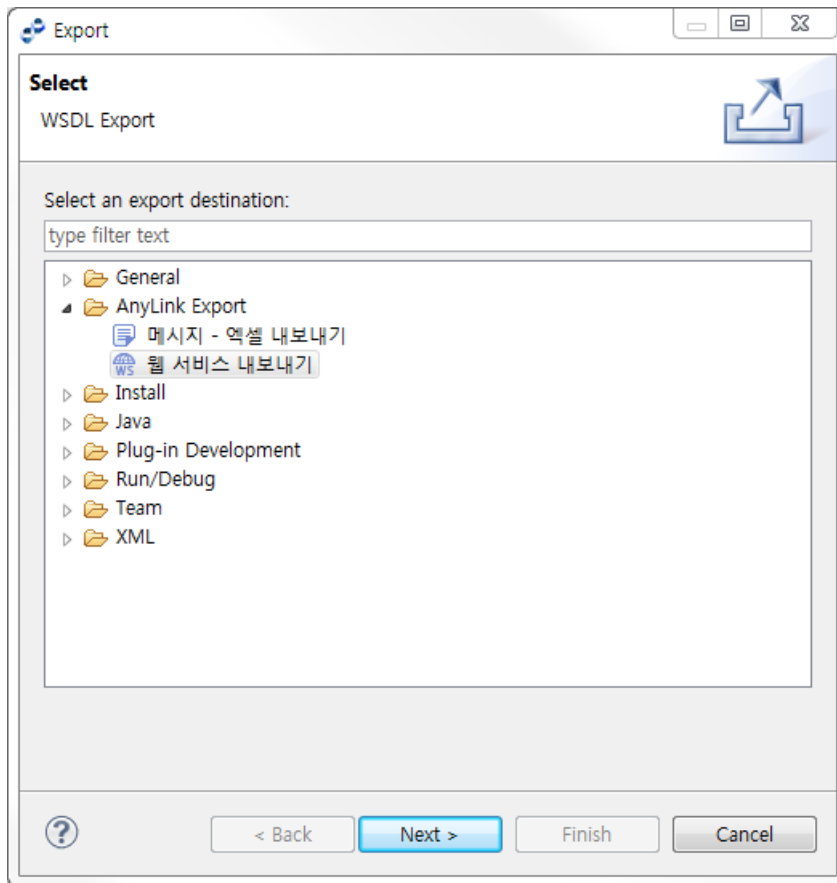 Export
Select
WSDL Export
Select an export destination:
type filter text
General
AnyLink Export
메시지 - 엑셀 내보내기
WS 웹 서비스 내보내기
Install
Java
Plug-in Development
Run/Debug
Team
XML
? < Back Next > Finish Cancel